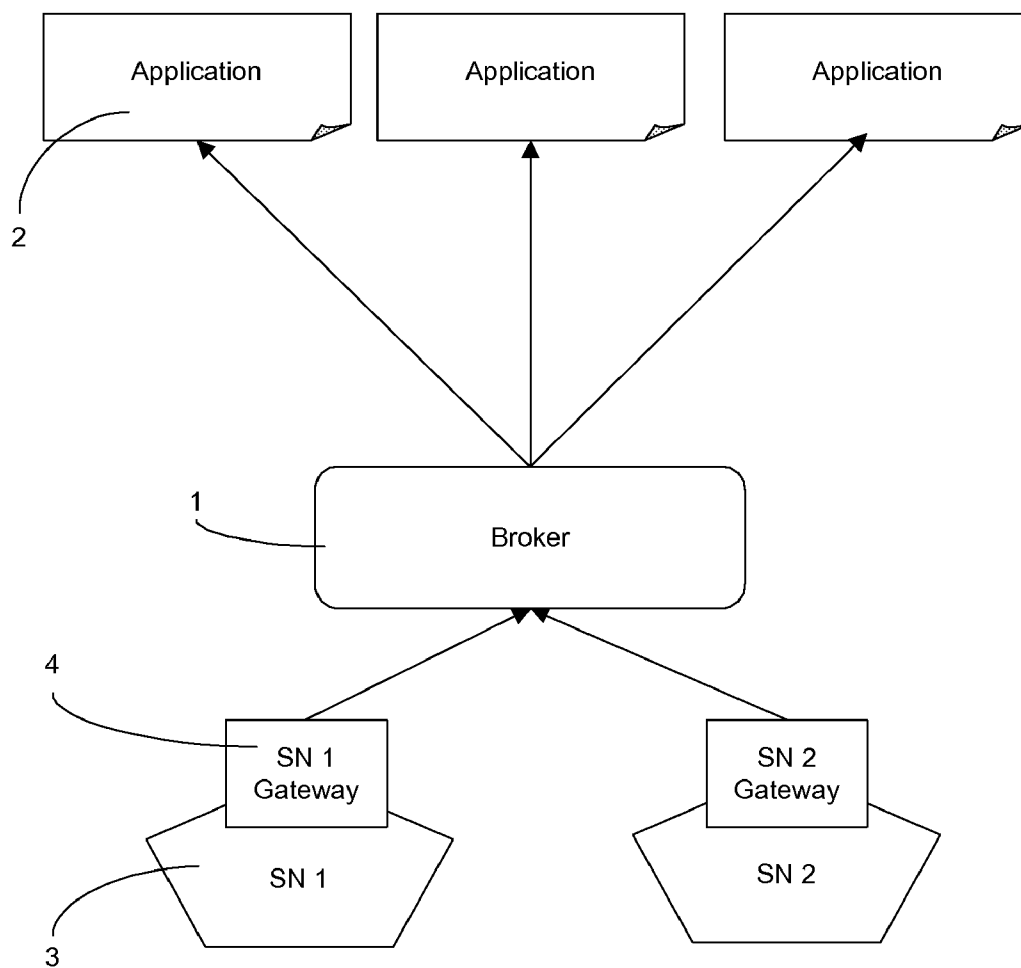 Application
Application
Application
2
1
Broker
4
SN 1
Gateway
SN 2
Gateway
SN 1
SN 2
3